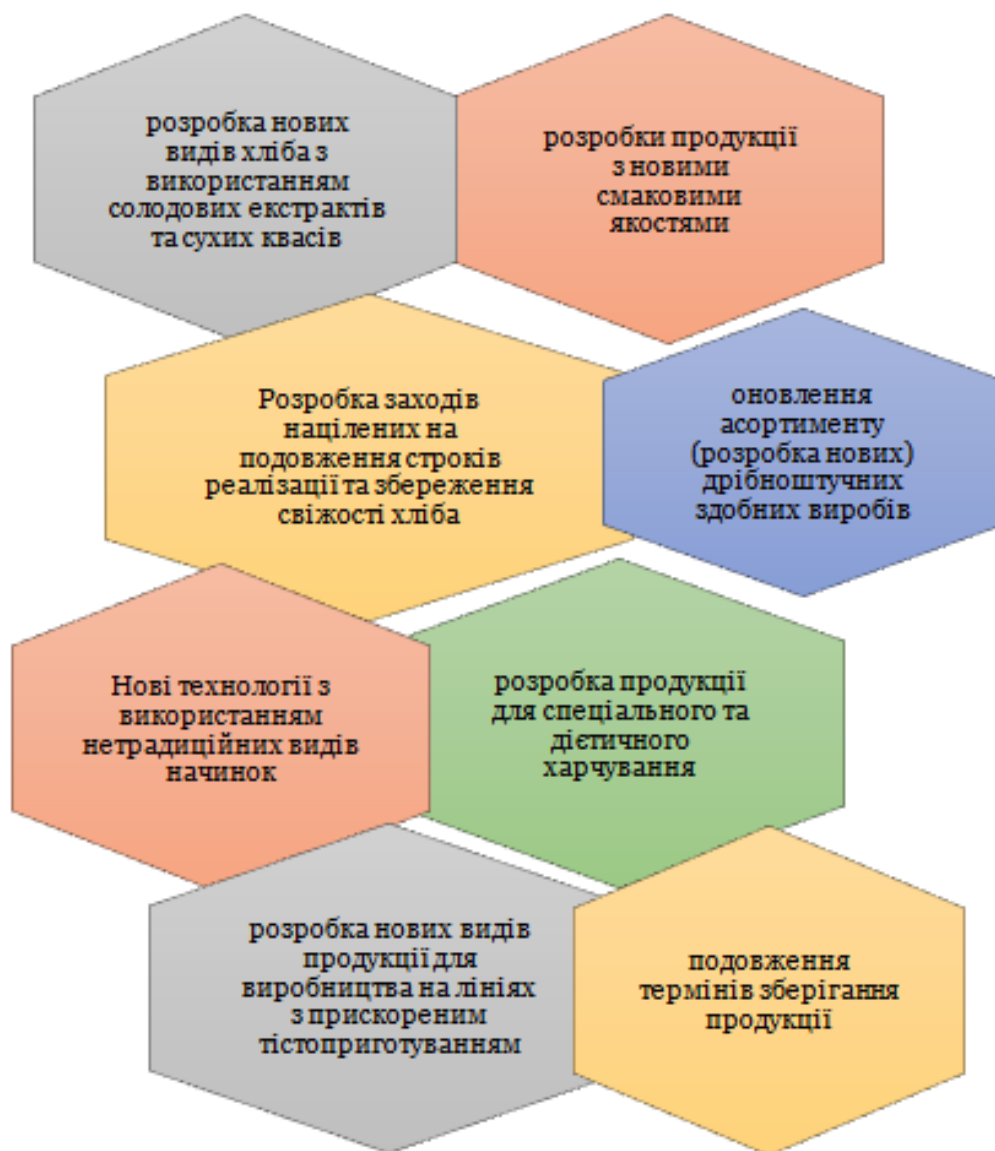 розробка нових
видів хліба з
використанням
солодових екстрактів
та сухих квасів
розробки продукції
з новими
смаковими
якостями
Розробка заходів
націлених на
подовження строків
реалізації та збереження
свіжості хліба
оновлення
асортименту
(розробка нових)
дрібноштучних
здобних виробів
Нові технології з
використанням
нетрадиційних видів
начинок
розробка продукції
для спеціального та
дієтичного
харчування
розробка нових видів
продукції для
виробництва на лініях
з прискореним
тістоприготуванням
подовження
термінів зберігання
продукції